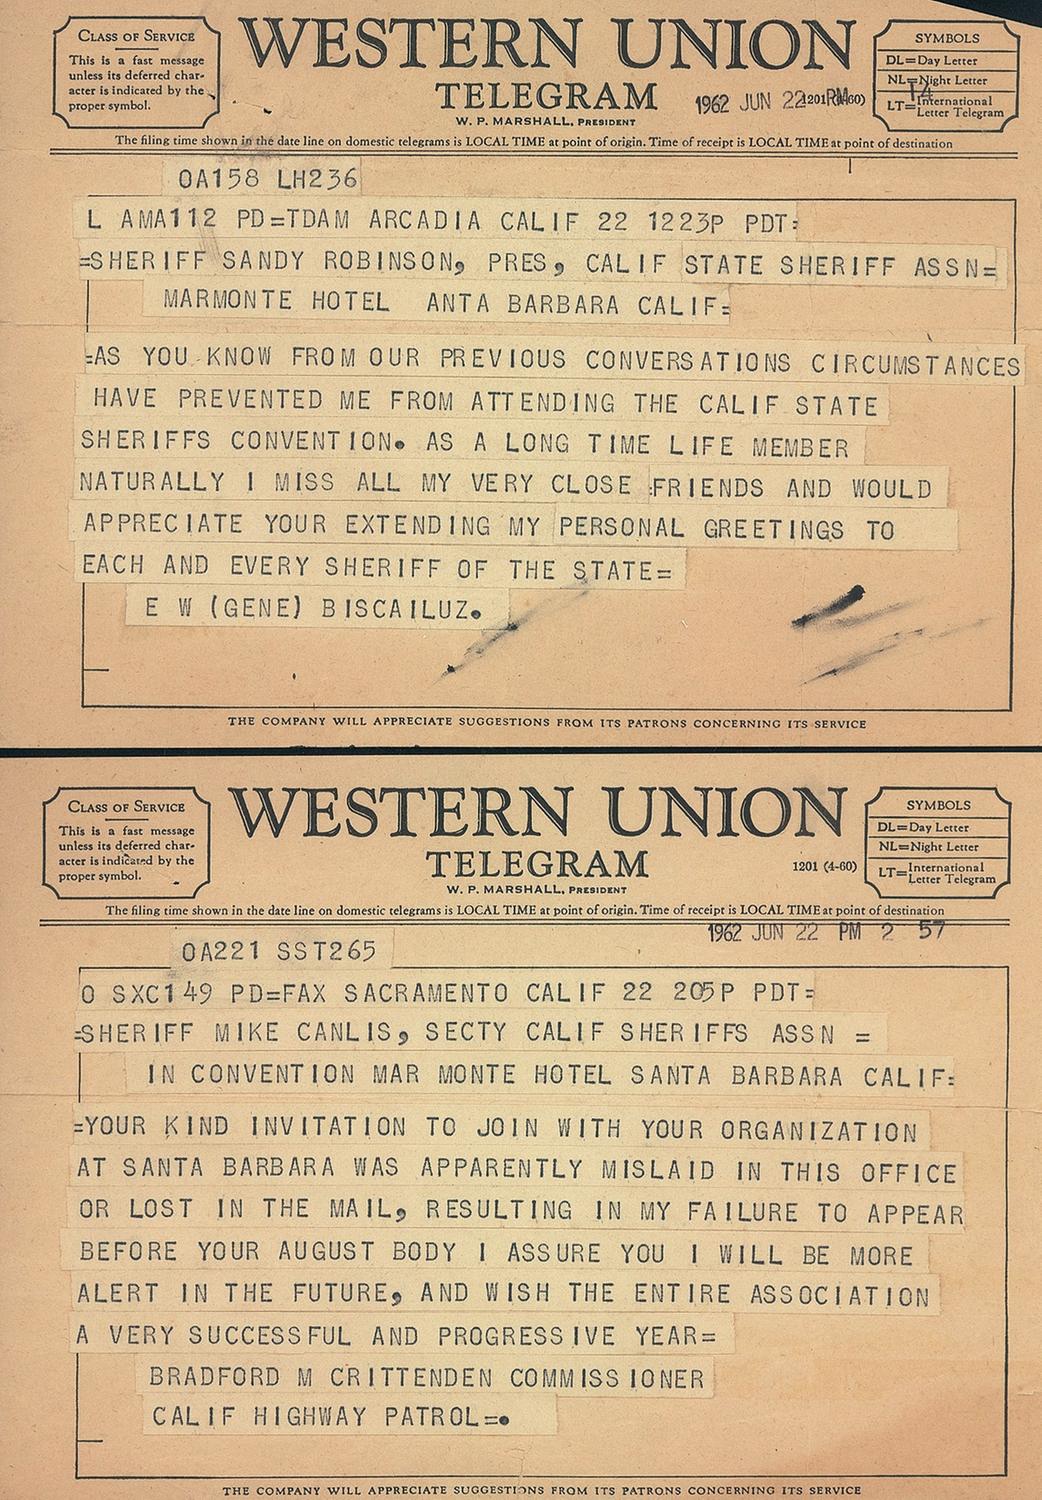 CLASS OF SERVICE
This is a fast message
unless its deferred char-
acter is indicated by the
proper symbol.
WESTERN UNION
TELEGRAM
W. P. MARSHALL, PRESIDENT
1962 JUN 22 PM
SYMBOLS
DL=Day Letter
NL=Night Letter
LT=International
Letter Telegram
The filing time shown in the date line on domestic telegrams is LOCAL TIME at point of origin. Time of receipt is LOCAL TIME at point of destination
OA158 LH236
L AMA112 PD=TDAM ARCADIA CALIF 22 1223P PDT=
=SHERIFF SANDY ROBINSON, PRES, CALIF STATE SHERIFF ASSN=
MARMONTE HOTEL ANTA BARBARA CALIF=
=AS YOU KNOW FROM OUR PREVIOUS CONVERSATIONS CIRCUMSTANCES
HAVE PREVENTED ME FROM ATTENDING THE CALIF STATE
SHERIFFS CONVENTION. AS A LONG TIME LIFE MEMBER
NATURALLY I MISS ALL MY VERY CLOSE FRIENDS AND WOULD
APPRECIATE YOUR EXTENDING MY PERSONAL GREETINGS TO
EACH AND EVERY SHERIFF OF THE STATE=
E W (GENE) BISCAILUZ.
THE COMPANY WILL APPRECIATE SUGGESTIONS FROM ITS PATRONS CONCERNING ITS SERVICE
CLASS OF SERVICE
This is a fast message
unless its deferred char-
acter is indicated by the
proper symbol.
WESTERN UNION
TELEGRAM
W. P. MARSHALL, PRESIDENT
1201 (4-60)
SYMBOLS
DL=Day Letter
NL=Night Letter
LT=International
Letter Telegram
The filing time shown in the date line on domestic telegrams is LOCAL TIME at point of origin. Time of receipt is LOCAL TIME at point of destination
1962 JUN 22 PM 2 57
OA221 SST265
O SXC149 PD=FAX SACRAMENTO CALIF 22 205P PDT=
=SHERIFF MIKE CANLIS, SECTY CALIF SHERIFFS ASSN =
IN CONVENTION MAR MONTE HOTEL SANTA BARBARA CALIF=
=YOUR KIND INVITATION TO JOIN WITH YOUR ORGANIZATION
AT SANTA BARBARA WAS APPARENTLY MISLAID IN THIS OFFICE
OR LOST IN THE MAIL, RESULTING IN MY FAILURE TO APPEAR
BEFORE YOUR AUGUST BODY I ASSURE YOU I WILL BE MORE
ALERT IN THE FUTURE, AND WISH THE ENTIRE ASSOCIATION
A VERY SUCCESSFUL AND PROGRESSIVE YEAR=
BRADFORD M CRITTENDEN COMMISSIONER
CALIF HIGHWAY PATROL=.
THE COMPANY WILL APPRECIATE SUGGESTIONS FROM ITS PATRONS CONCERNING ITS SERVICE